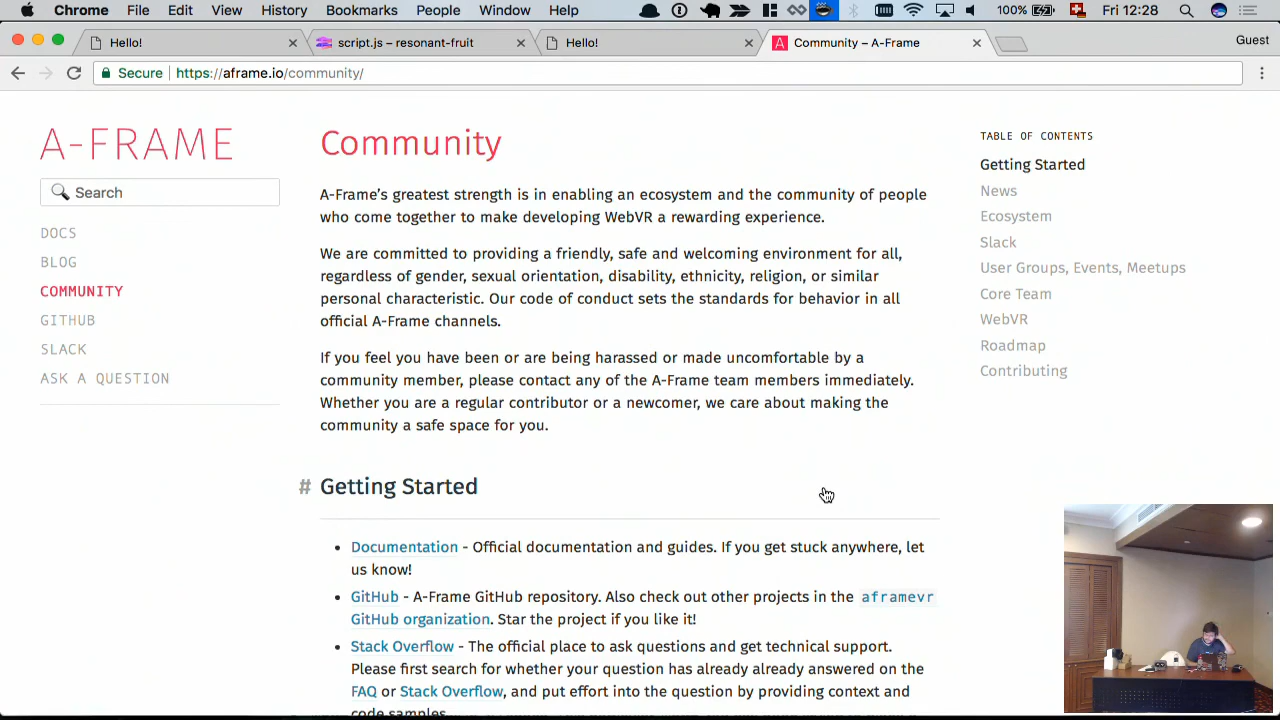 Chrome File Edit View History Bookmarks People Window Help 100% Fri 12:28
Hello! script.js – resonant-fruit Hello! Community – A-Frame Guest
Secure https://aframe.io/community/
A-FRAME
Search
DOCS
BLOG
COMMUNITY
GITHUB
SLACK
ASK A QUESTION
Community
A-Frame’s greatest strength is in enabling an ecosystem and the community of people
who come together to make developing WebVR a rewarding experience.
We are committed to providing a friendly, safe and welcoming environment for all,
regardless of gender, sexual orientation, disability, ethnicity, religion, or similar
personal characteristic. Our code of conduct sets the standards for behavior in all
official A-Frame channels.
If you feel you have been or are being harassed or made uncomfortable by a
community member, please contact any of the A-Frame team members immediately.
Whether you are a regular contributor or a newcomer, we care about making the
community a safe space for you.
# Getting Started
Documentation - Official documentation and guides. If you get stuck anywhere, let
us know!
GitHub - A-Frame GitHub repository. Also check out other projects in the aframevr
GitHub organization. Star the project if you like it!
Stack Overflow - The official place to ask questions and get technical support.
Please first search for whether your question has already already answered on the
FAQ or Stack Overflow, and put effort into the question by providing context and
code samples.
TABLE OF CONTENTS
Getting Started
News
Ecosystem
Slack
User Groups, Events, Meetups
Core Team
WebVR
Roadmap
Contributing